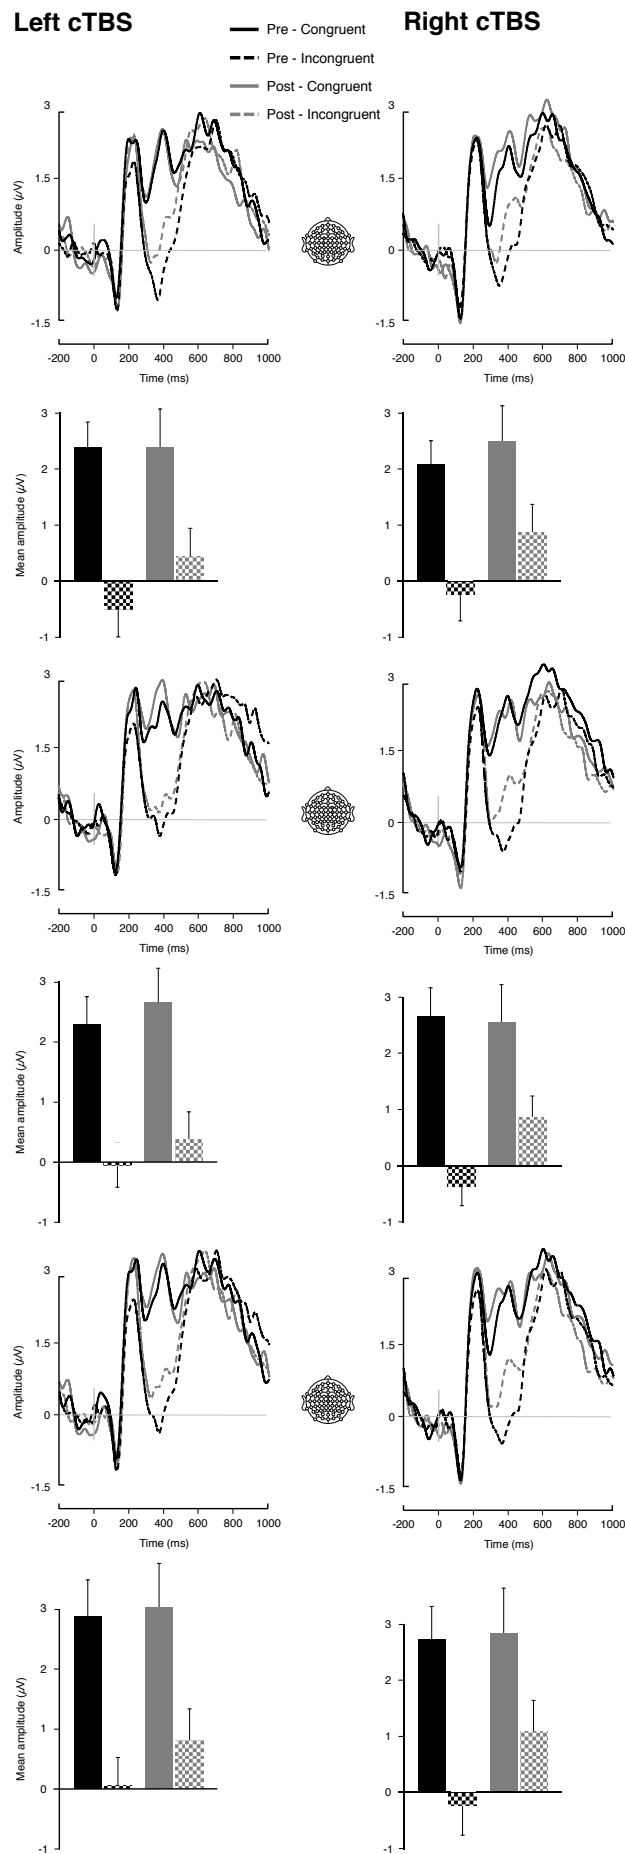 Left cTBS
Right cTBS
Pre - Congruent
Pre - Incongruent
Post - Congruent
Post - Incongruent
3
1.5
0
-1.5
Amplitude (µV)
-200 0 200 400 600 800 1000
Time (ms)
3
1.5
0
-1.5
-200 0 200 400 600 800 1000
Time (ms)
3
2
1
0
-1
Mean amplitude (µV)
3
2
1
0
-1
3
1.5
0
-1.5
Amplitude (µV)
-200 0 200 400 600 800 1000
Time (ms)
3
1.5
0
-1.5
-200 0 200 400 600 800 1000
Time (ms)
3
2
1
0
-1
Mean amplitude (µV)
3
2
1
0
-1
3
1.5
0
-1.5
Amplitude (µV)
-200 0 200 400 600 800 1000
Time (ms)
3
1.5
0
-1.5
-200 0 200 400 600 800 1000
Time (ms)
3
2
1
0
-1
Mean amplitude (µV)
3
2
1
0
-1